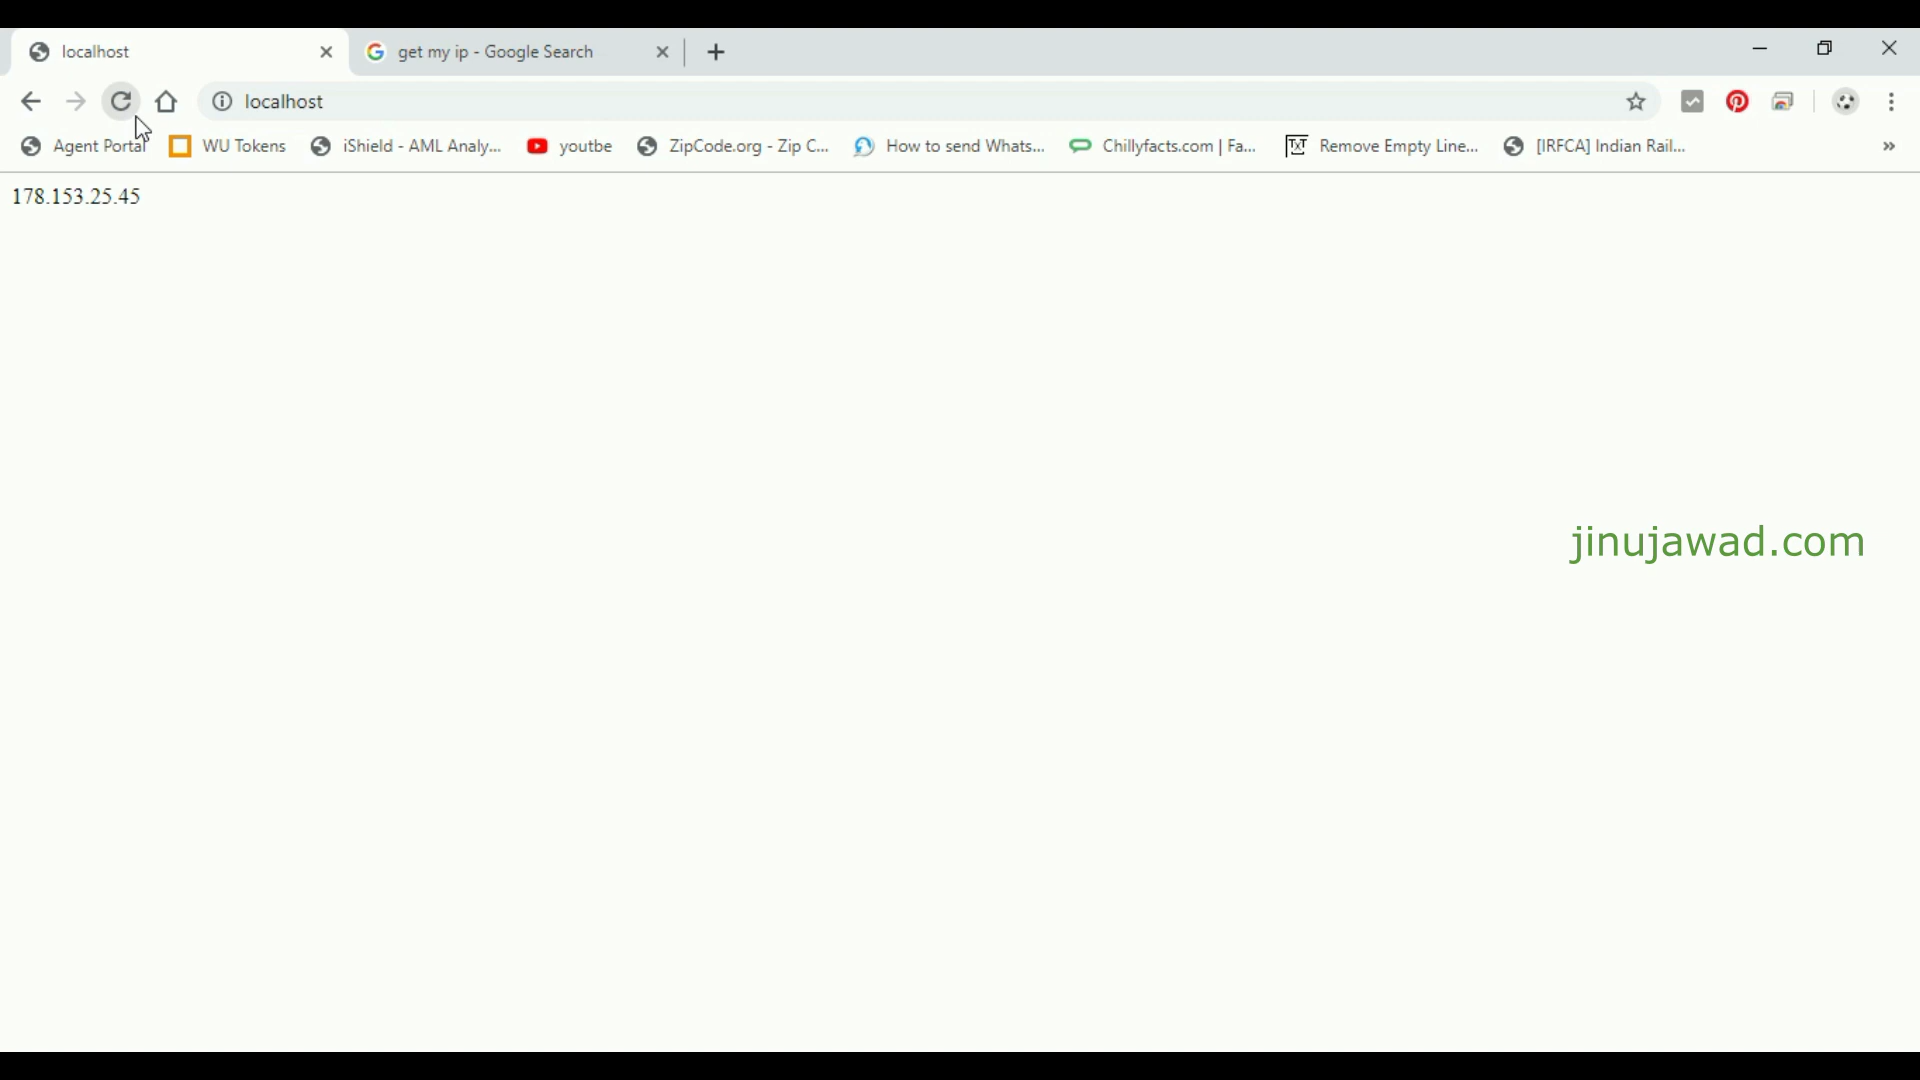 localhost
get my ip - Google Search
localhost
Agent Portal
WU Tokens
iShield - AML Analy...
youtbe
ZipCode.org - Zip C...
How to send Whats...
Chillyfacts.com | Fa...
TxT
Remove Empty Line...
[IRFCA] Indian Rail...
178.153.25.45
jinujawad.com